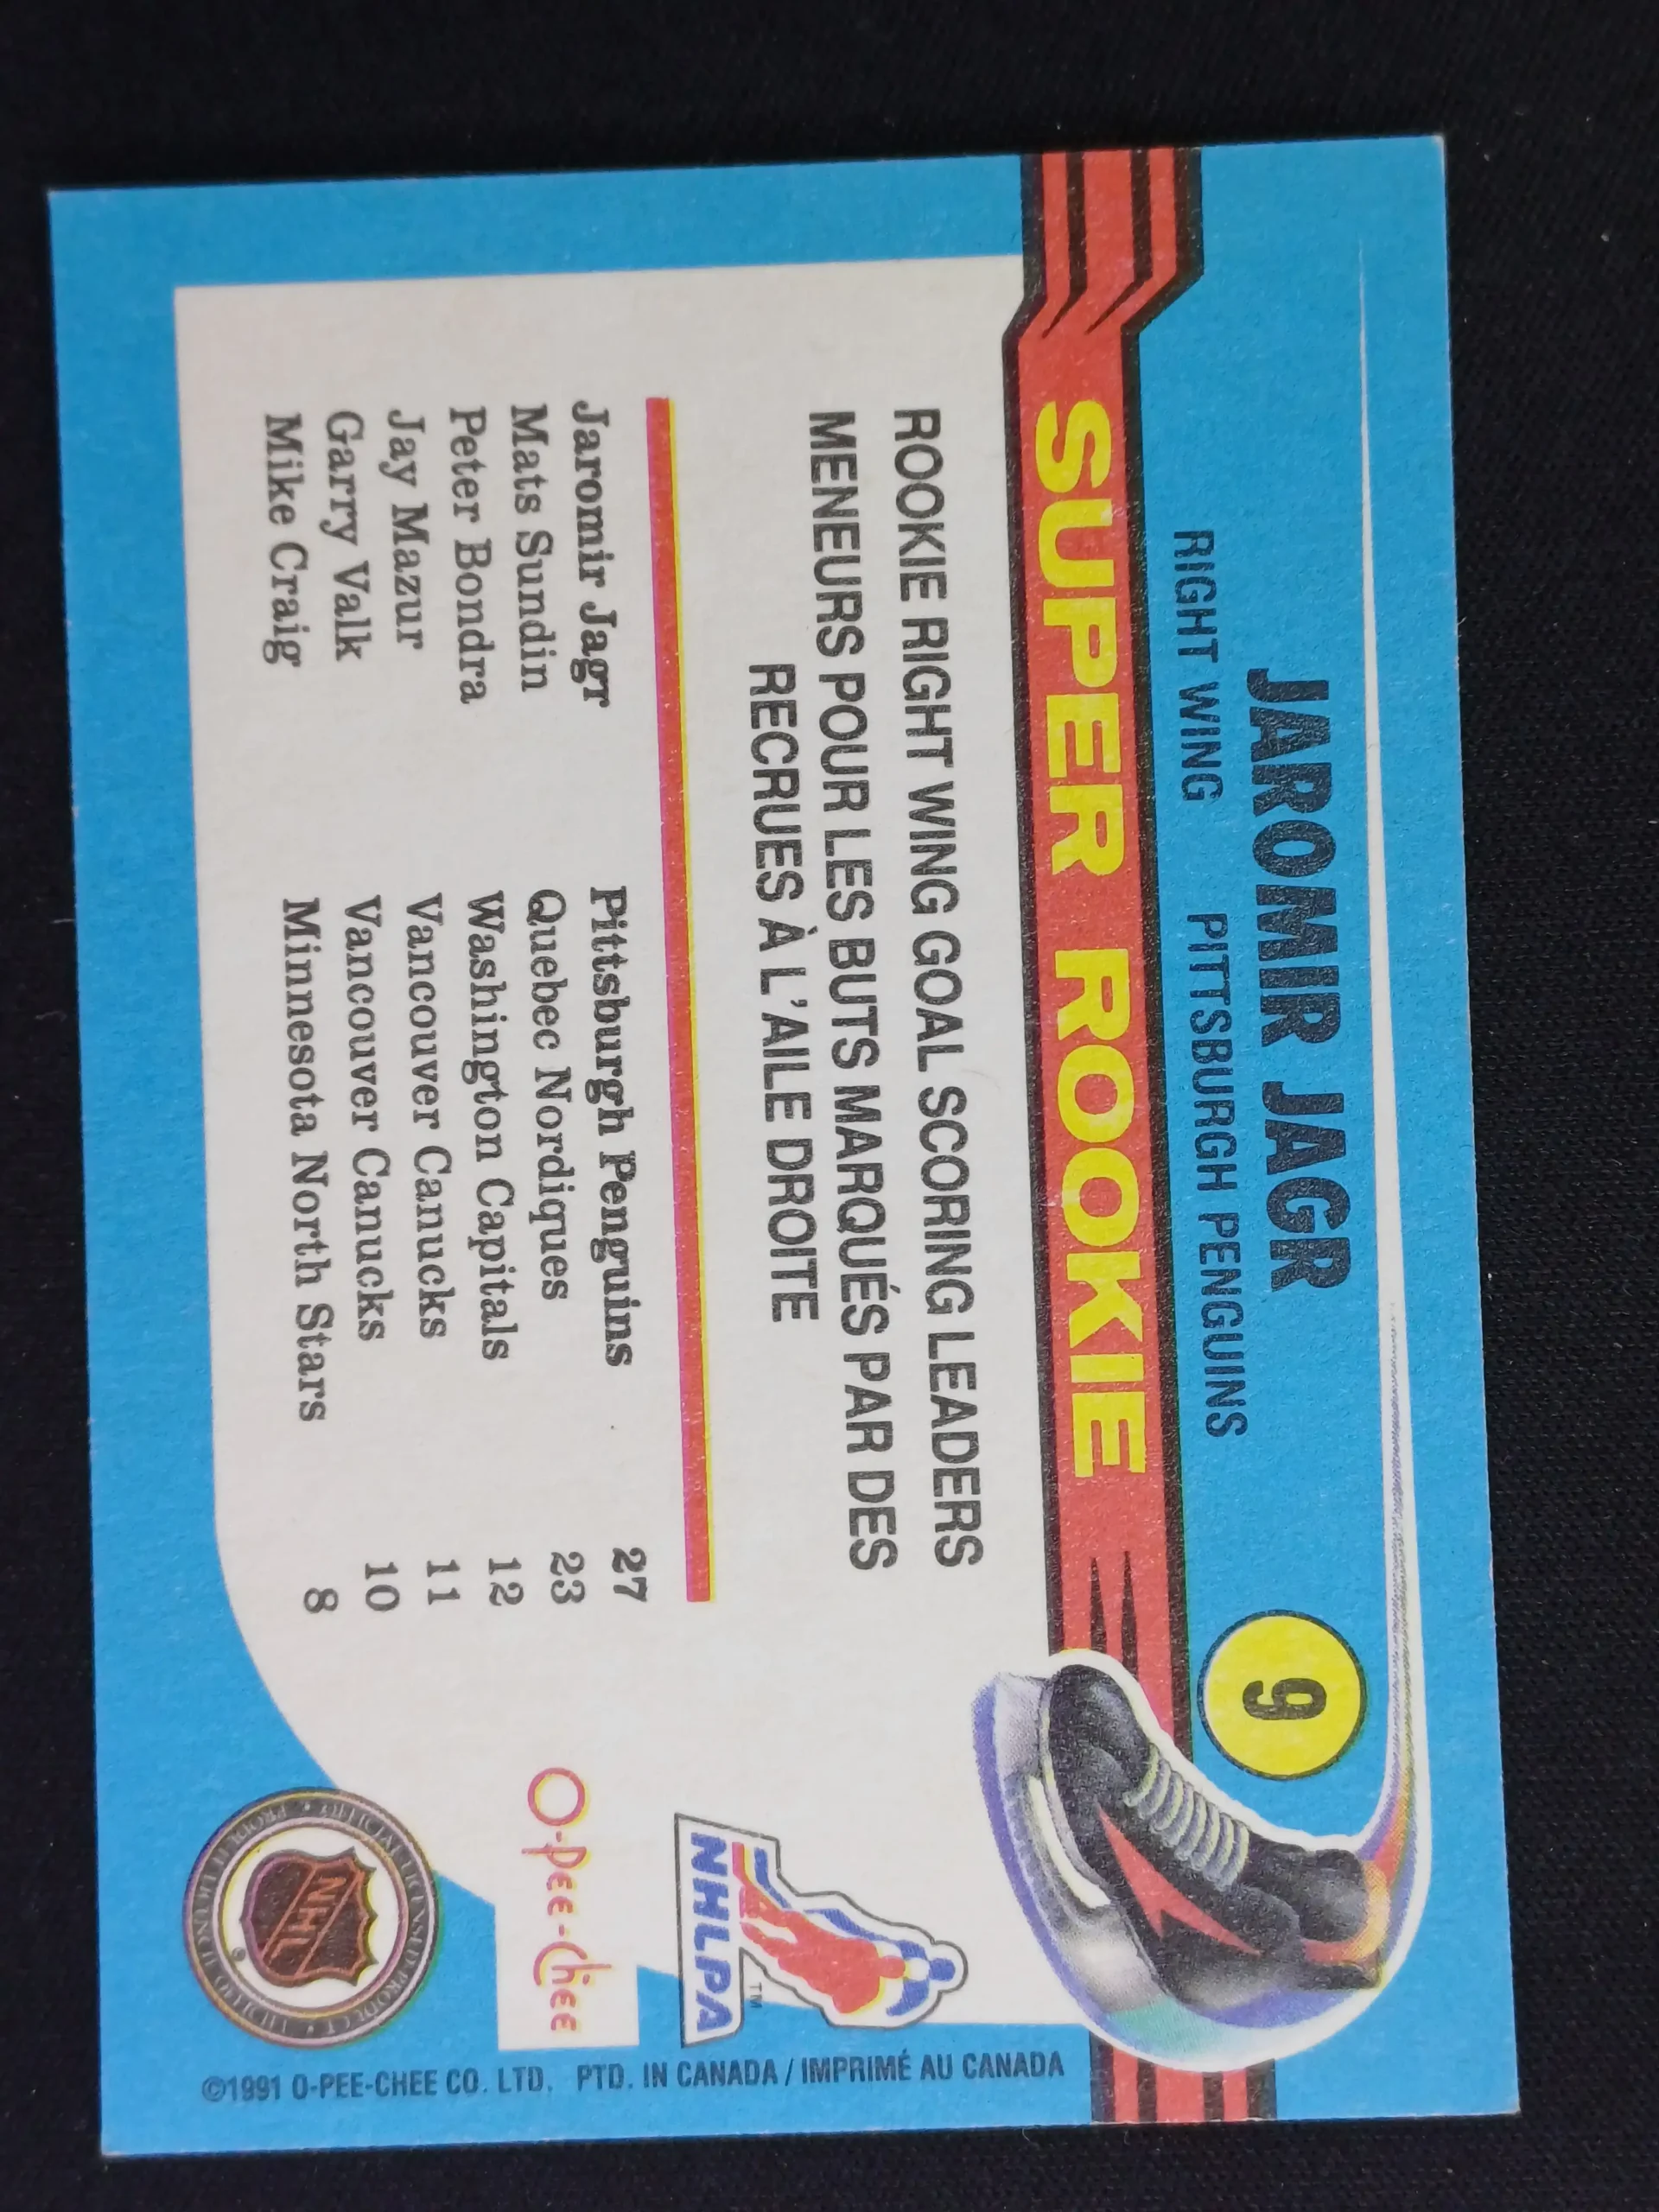 JAROMIR JAGR
9
RIGHT WING PITTSBURGH PENGUINS
SUPER ROOKIE
ROOKIE RIGHT WING GOAL SCORING LEADERS
MENEURS POUR LES BUTS MARQUÉS PAR DES
RECRUES À L'AILE DROITE
Jaromir Jagr Pittsburgh Penguins 27
Mats Sundin Quebec Nordiques 23
Peter Bondra Washington Capitals 12
Jay Mazur Vancouver Canucks 11
Garry Valk Vancouver Canucks 10
Mike Craig Minnesota North Stars 8
NHLPA™
O-Pee-Chee
NHL
®
©1991 O-PEE-CHEE CO. LTD. PTD. IN CANADA / IMPRIMÉ AU CANADA